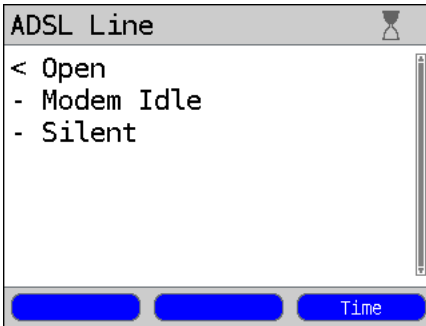 ADSL Line
< Open
- Modem Idle
- Silent
Time